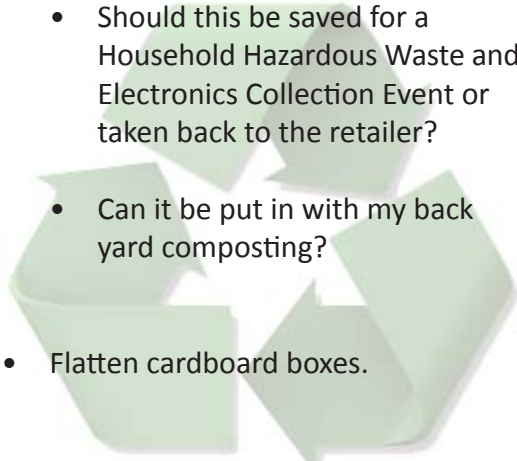 • Should this be saved for a
Household Hazardous Waste and
Electronics Collection Event or
taken back to the retailer?
• Can it be put in with my back
yard composting?
• Flatten cardboard boxes.